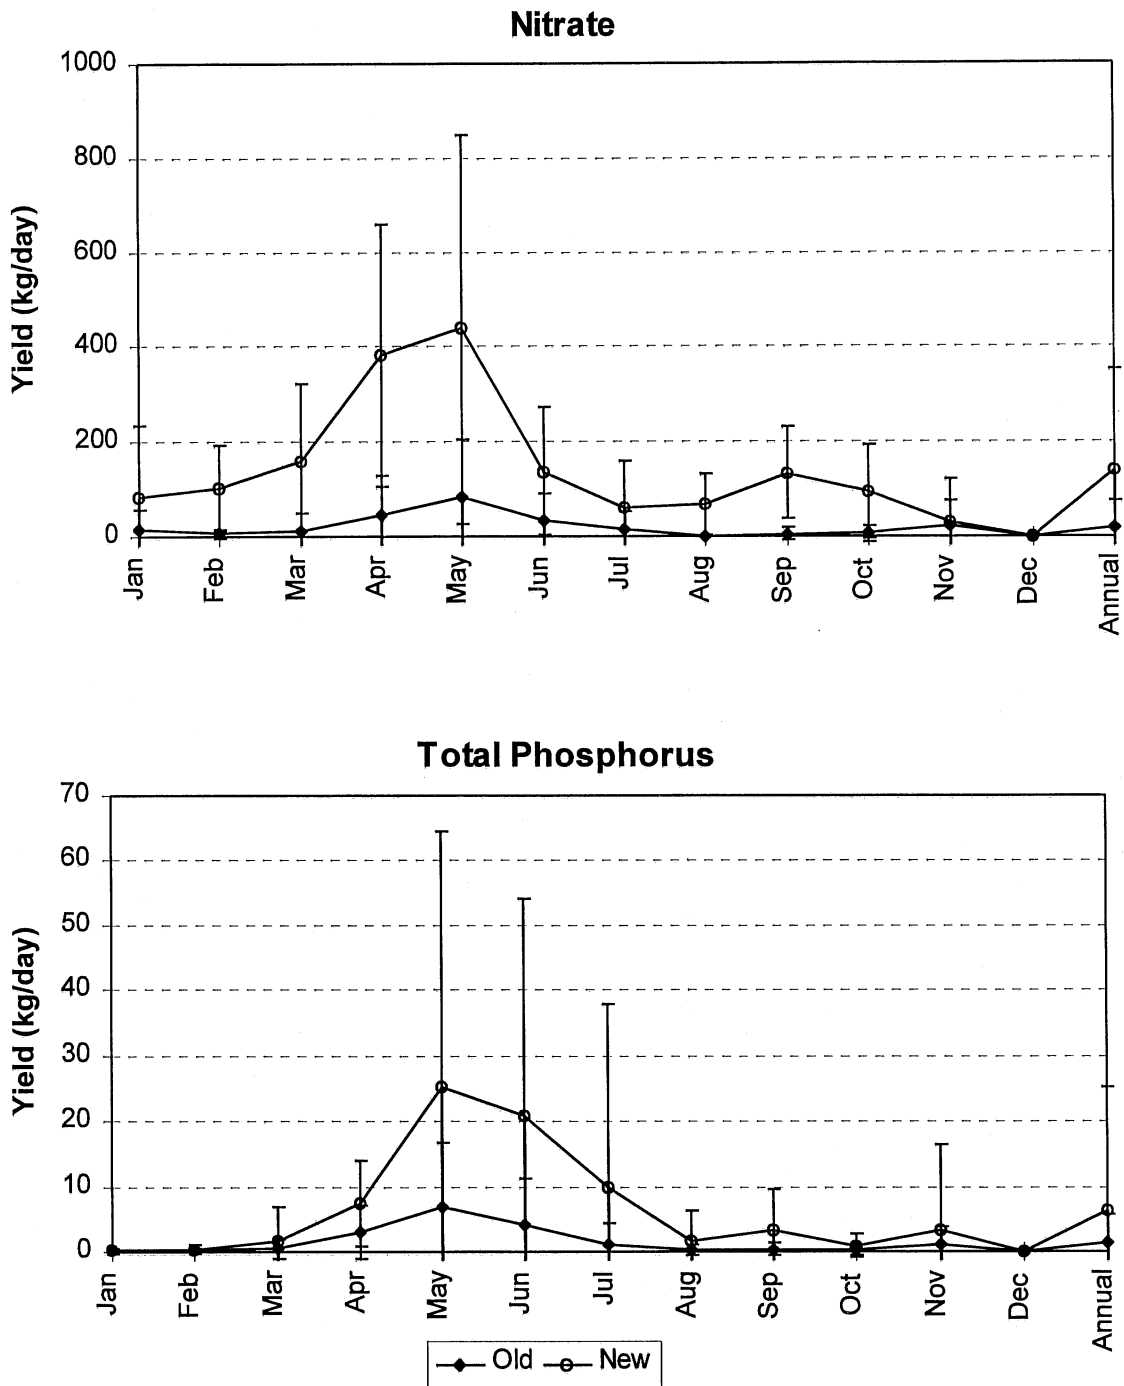 Nitrate
Yield (kg/day)
1000
800
600
400
200
0
Jan Feb Mar Apr May Jun Jul Aug Sep Oct Nov Dec Annual
Total Phosphorus
Yield (kg/day)
70
60
50
40
30
20
10
0
Jan Feb Mar Apr May Jun Jul Aug Sep Oct Nov Dec Annual
Old New